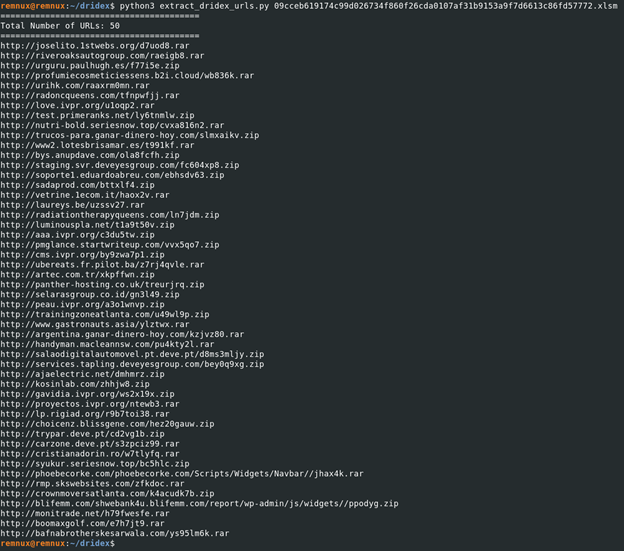 remnux@remnux:~/dridex$ python3 extract_dridex_urls.py 09cceb619174c99d026734f860f26cda0107af31b9153a9f7d6613c86fd57772.xlsm
========================================
Total Number of URLs: 50
========================================
http://joselito.1stwebs.org/d7uod8.rar
http://riveroaksautogroup.com/raeigb8.rar
http://urguru.paulhugh.es/f77i5e.zip
http://profumiecosmeticiessens.b2i.cloud/wb836k.rar
http://urihk.com/raaxrm0mn.rar
http://radonqueens.com/tfnpwfjj.rar
http://love.ivpr.org/u1oqp2.rar
http://test.primeranks.net/ly6tnmlw.zip
http://nutri-bold.seriesnow.top/cvxa816n2.rar
http://trucos-para.ganar-dinero-hoy.com/slmxaikv.zip
http://www2.lotesbrisamar.es/t991kf.rar
http://bys.anupdave.com/ola8fcfh.zip
http://staging.svr.deveyesgroup.com/fc604xp8.zip
http://soporte1.eduardoabreu.com/ebhsdv63.zip
http://sadaprod.com/bttxlf4.zip
http://vetrine.1ecom.it/haox2v.rar
http://laureys.be/uzssv27.rar
http://radiationtherapyqueens.com/ln7jdm.zip
http://luminouspla.net/t1a9t50v.zip
http://aaa.ivpr.org/c3du5tw.zip
http://pmglance.startwriteup.com/vvx5qo7.zip
http://cms.ivpr.org/by9zwa7p1.zip
http://ubereats.fr.pilot.ba/z7rj4qvle.rar
http://artec.com.tr/xkpffwn.zip
http://panther-hosting.co.uk/treurjrq.zip
http://selarasgroup.co.id/gn3l49.zip
http://peau.ivpr.org/a3o1wnvp.zip
http://trainingzoneatlanta.com/u49wl9p.zip
http://www.gastronauts.asia/ylztwx.rar
http://argentina.ganar-dinero-hoy.com/kzjvz80.rar
http://handyman.macleannsw.com/pu4kty2l.rar
http://salaodigitalautomovel.pt.deve.pt/d8ms3mljy.zip
http://services.tapling.deveyesgroup.com/bey0q9xg.zip
http://ajaelectric.net/dmhmrz.zip
http://kosinlab.com/zhhjw8.zip
http://gavidia.ivpr.org/ws2x19x.zip
http://proyectos.ivpr.org/ntewb3.rar
http://lp.rigiad.org/r9b7toi38.rar
http://choicenz.blissgene.com/hez20gauw.zip
http://trypar.deve.pt/cd2vg1b.zip
http://carzone.deve.pt/s3zpciz99.rar
http://cristianadorin.ro/w7tlyfq.rar
http://syukur.seriesnow.top/bc5hlc.zip
http://phoebecorke.com/phoebecorke.com/Scripts/Widgets/Navbar//jhax4k.rar
http://rmp.skswebsites.com/zfkdoc.rar
http://crownmoversatlanta.com/k4acudk7b.zip
http://blifemm.com/shwebank4u.blifemm.com/report/wp-admin/js/widgets//ppodyg.zip
http://monitrade.net/h79fwesfe.rar
http://boomaxgolf.com/e7h7jt9.rar
http://bafnabrotherskesarwala.com/ys95lm6k.rar
remnux@remnux:~/dridex$